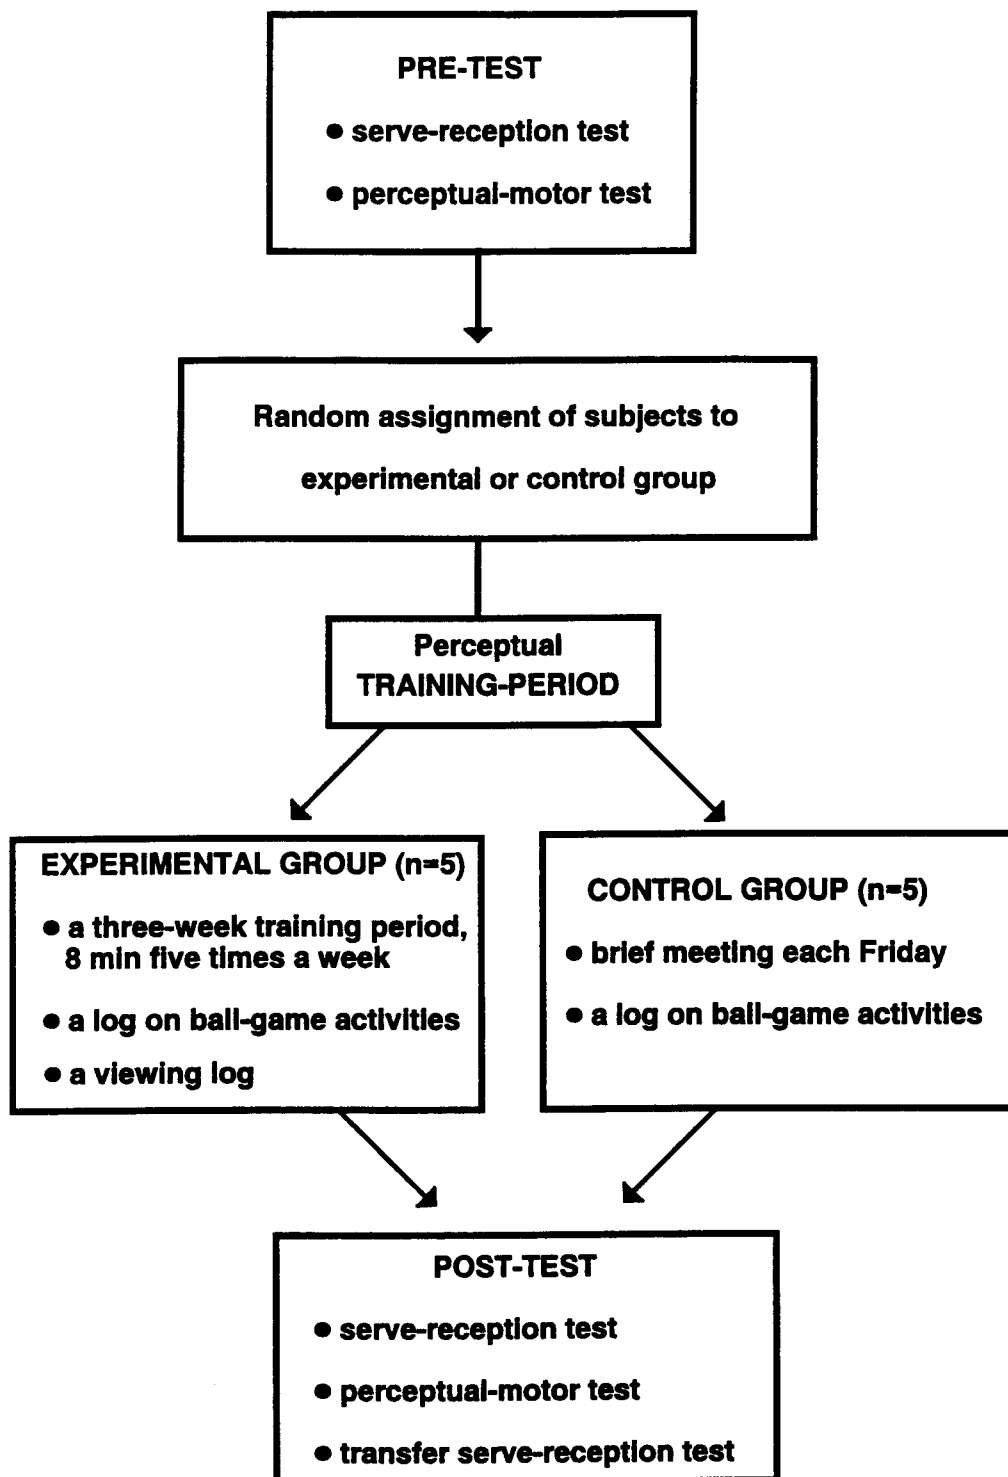 PRE-TEST
● serve-reception test
● perceptual-motor test
Random assignment of subjects to
experimental or control group
Perceptual
TRAINING-PERIOD
EXPERIMENTAL GROUP (n=5)
● a three-week training period,
8 min five times a week
● a log on ball-game activities
● a viewing log
CONTROL GROUP (n=5)
● brief meeting each Friday
● a log on ball-game activities
POST-TEST
● serve-reception test
● perceptual-motor test
● transfer serve-reception test